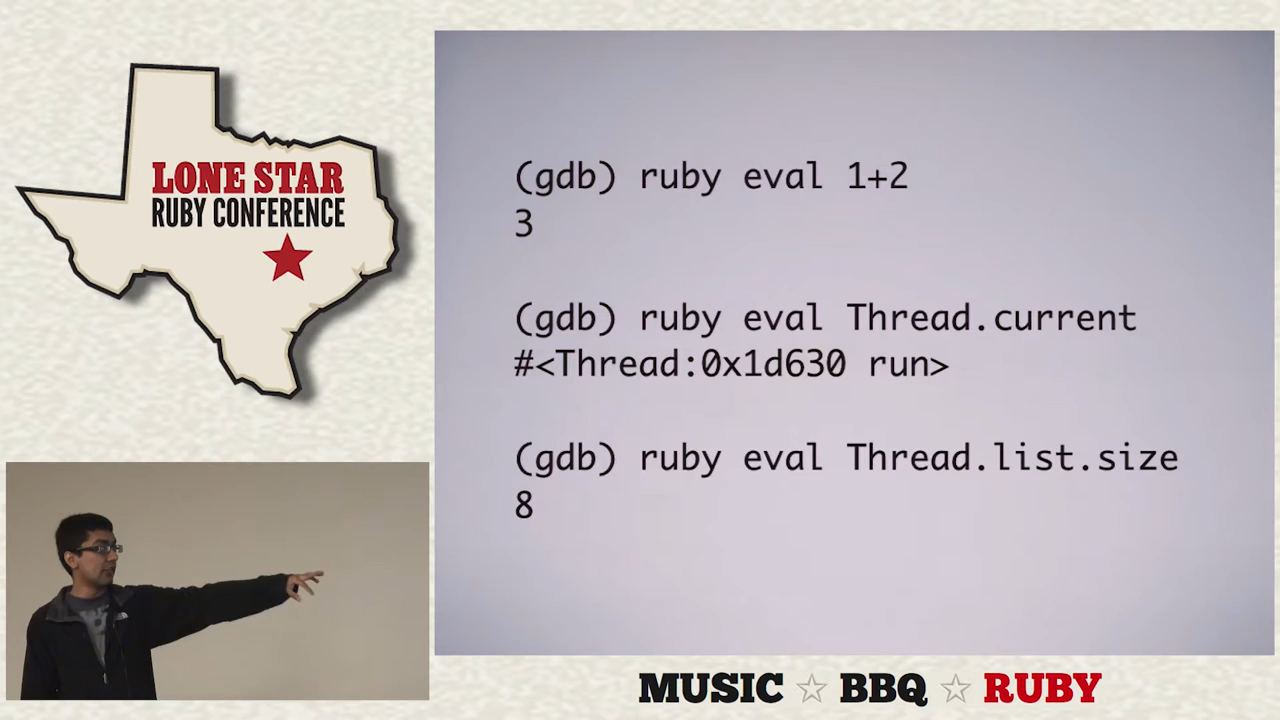 LONE STAR
RUBY CONFERENCE
(gdb) ruby eval 1+2
3
(gdb) ruby eval Thread.current
#<Thread:0x1d630 run>
(gdb) ruby eval Thread.list.size
8
MUSIC ☆ BBQ ☆ RUBY